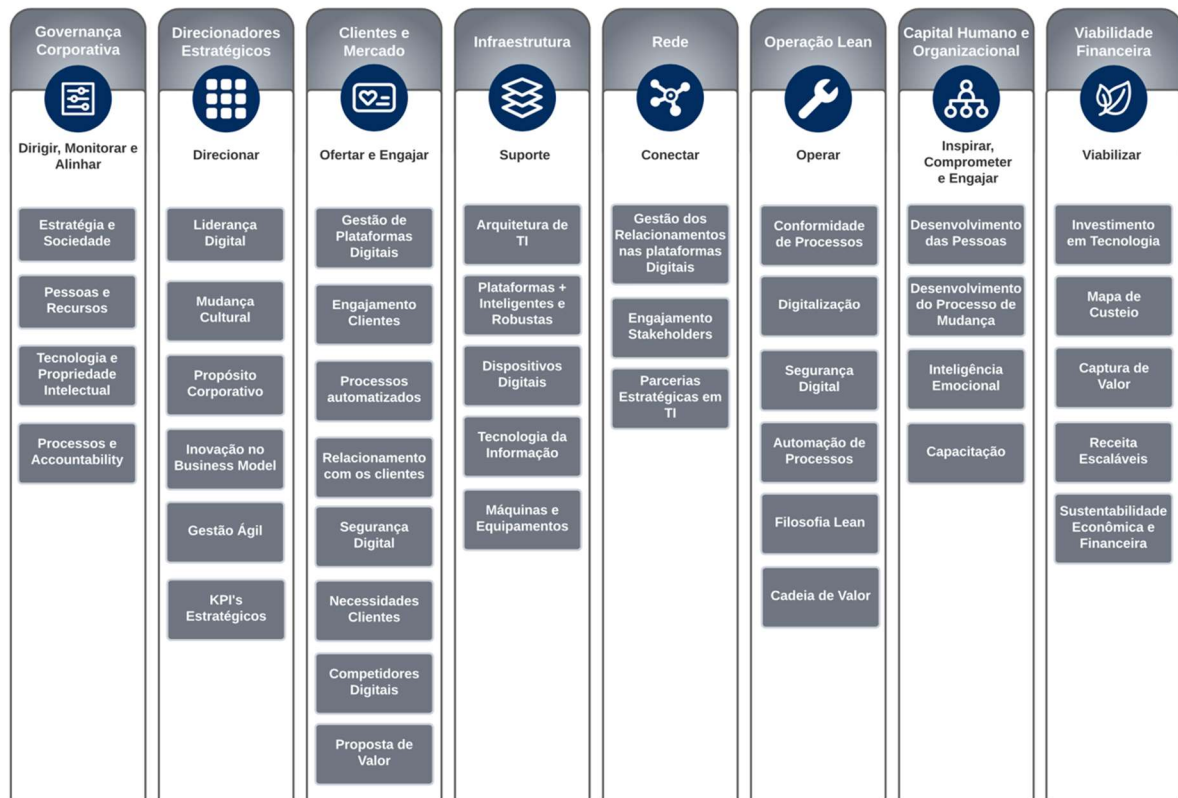 Governança
Corporativa
Dirigir, Monitorar e
Alinhar
Estratégia e
Sociedade
Pessoas e
Recursos
Tecnologia e
Propriedade
Intelectual
Processos e
Accountability
Direcionadores
Estratégicos
Direcionar
Liderança
Digital
Mudança
Cultural
Propósito
Corporativo
Inovação no
Business Model
Gestão Ágil
KPI's
Estratégicos
Clientes e
Mercado
Ofertar e Engajar
Gestão de
Plataformas
Digitais
Engajamento
Clientes
Processos
automatizados
Relacionamento
com os clientes
Segurança
Digital
Necessidades
Clientes
Competidores
Digitais
Proposta de
Valor
Infraestrutura
Suporte
Arquitetura de
TI
Plataformas +
Inteligentes e
Robustas
Dispositivos
Digitais
Tecnologia da
Informação
Máquinas e
Equipamentos
Rede
Conectar
Gestão dos
Relacionamentos
nas plataformas
Digitais
Engajamento
Stakeholders
Parcerias
Estratégicas em
TI
Operação Lean
Operar
Conformidade
de Processos
Digitalização
Segurança
Digital
Automação de
Processos
Filosofia Lean
Cadeia de Valor
Capital Humano e
Organizacional
Inspirar,
Comprometer
e Engajar
Desenvolvimento
das Pessoas
Desenvolvimento
do Processo de
Mudança
Inteligência
Emocional
Capacitação
Viabilidade
Financeira
Viabilizar
Investimento
em Tecnologia
Mapa de
Custeio
Captura de
Valor
Receita
Escaláveis
Sustentabilidade
Econômica e
Financeira